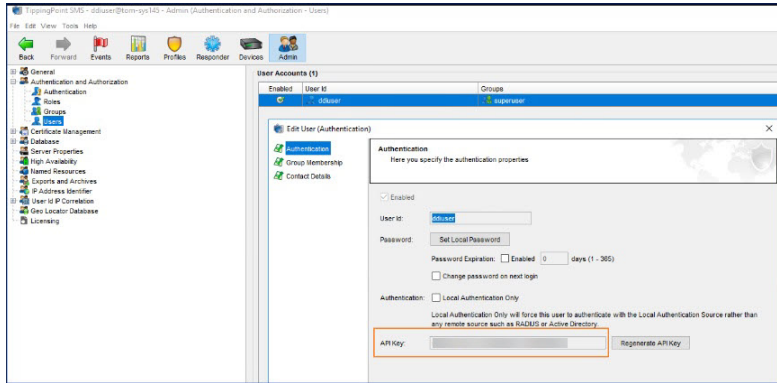 TippingPoint SMS - ddiuser@tom-sys145 - Admin (Authentication and Authorization - Users)
File Edit View Tools Help
Back Forward Events Reports Profiles Responder Devices Admin
General
Authentication and Authorization
Authentication
Roles
Groups
Users
Certificate Management
Database
Server Properties
High Availability
Named Resources
Exports and Archives
IP Address Identifier
User Id IP Correlation
Geo Locator Database
Licensing
User Accounts (1)
Enabled User Id Groups
ddiuser superuser
Edit User (Authentication)
Authentication
Group Membership
Contact Details
Authentication
Here you specify the authentication properties
Enabled
User Id: ddiuser
Password: Set Local Password
Password Expiration: Enabled 0 days (1 - 365)
Change password on next login
Authentication: Local Authentication Only
Local Authentication Only will force this user to authenticate with the Local Authentication Source rather than
any remote source such as RADIUS or Active Directory.
API Key: Regenerate API Key